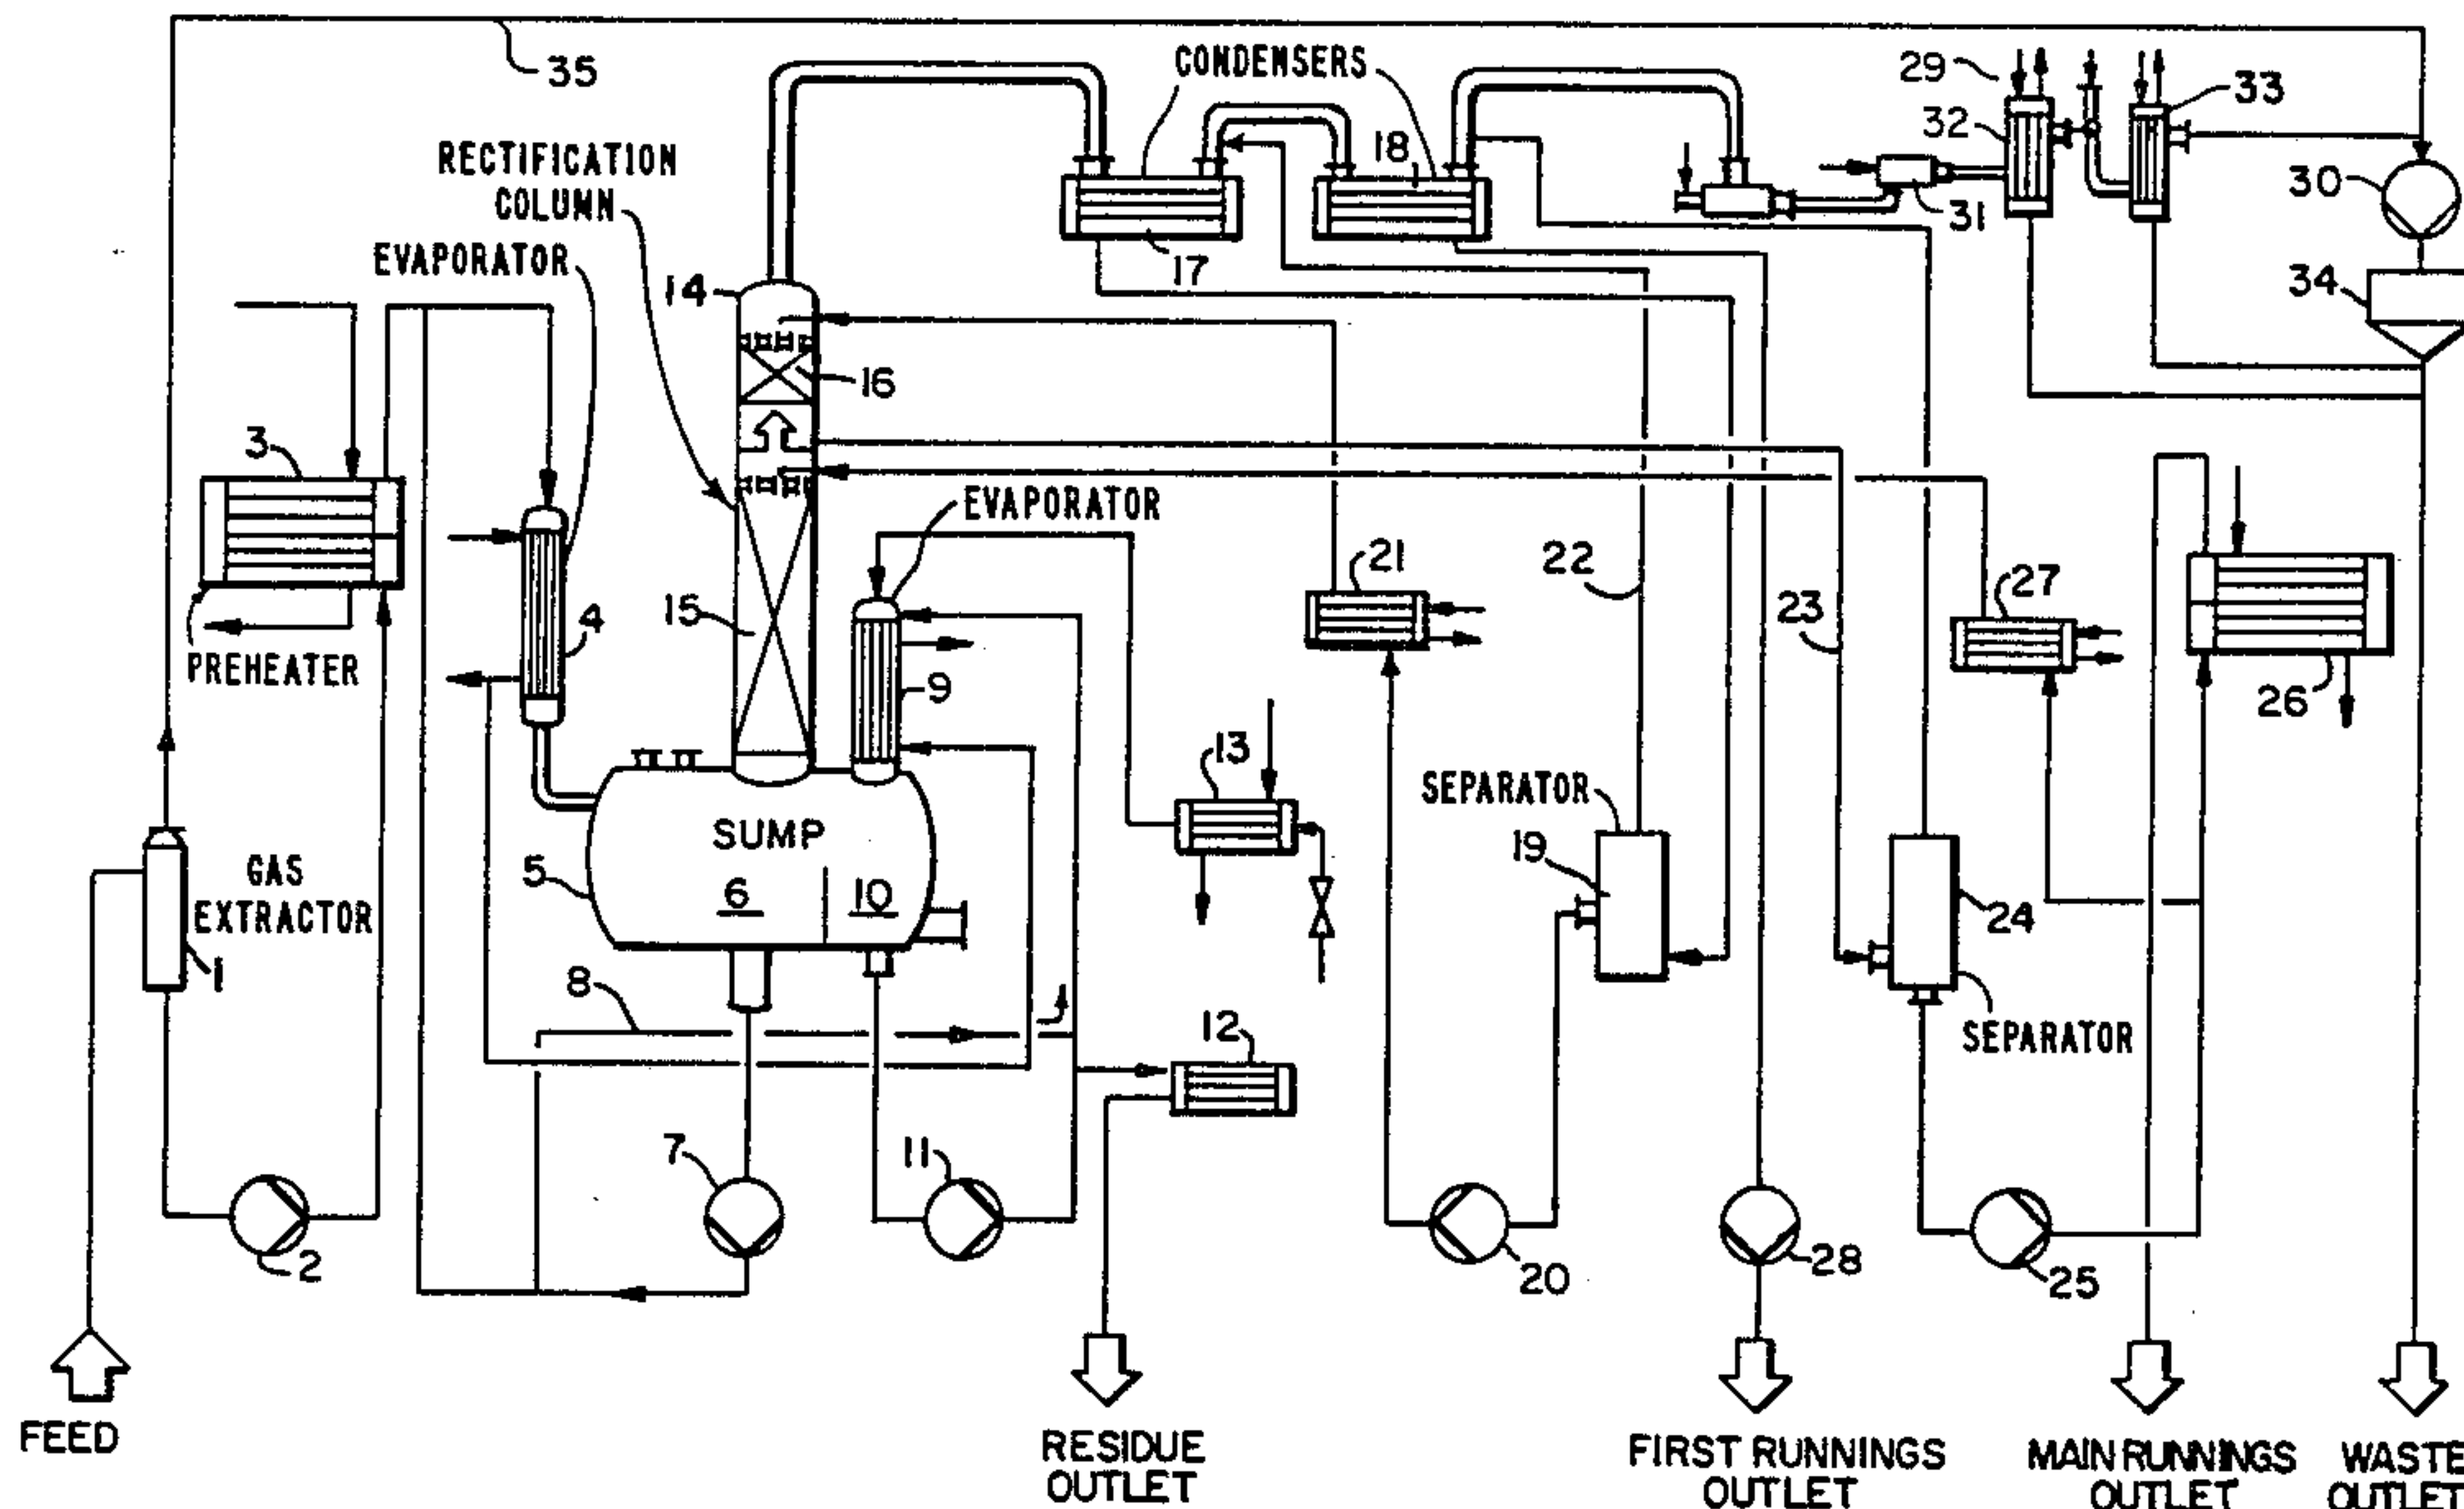 35
CONDENSERS
29
33
32
18
RECTIFICATION
COLUMN
30
31
EVAPORATOR
17
14
34
16
3
EVAPORATOR
21
22
27
15
4
23
PREHEATER
9
26
13
SEPARATOR
SUMP
19
GAS
EXTRACTOR
5
6
10
24
1
8
12
SEPARATOR
7
11
2
20
28
25
FEED
RESIDUE
OUTLET
FIRST RUNNINGS
OUTLET
MAIN RUNNINGS
OUTLET
WASTE
OUTLET